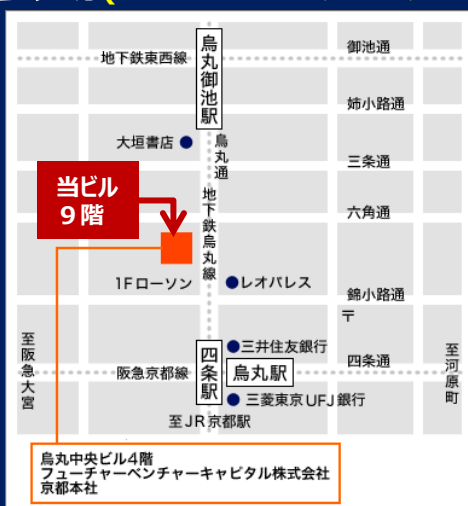 烏丸御池駅
御池通
地下鉄東西線
姉小路通
大垣書店
烏丸通
三条通
当ビル
9階
六角通
地下鉄烏丸線
1Fローソン
レオパレス
錦小路通
〒
至阪急大宮
阪急京都線
四条駅
三井住友銀行
烏丸駅
四条通
至河原町
三菱東京UFJ銀行
至JR京都駅
烏丸中央ビル4階
フューチャーベンチャーキャピタル株式会社
京都本社